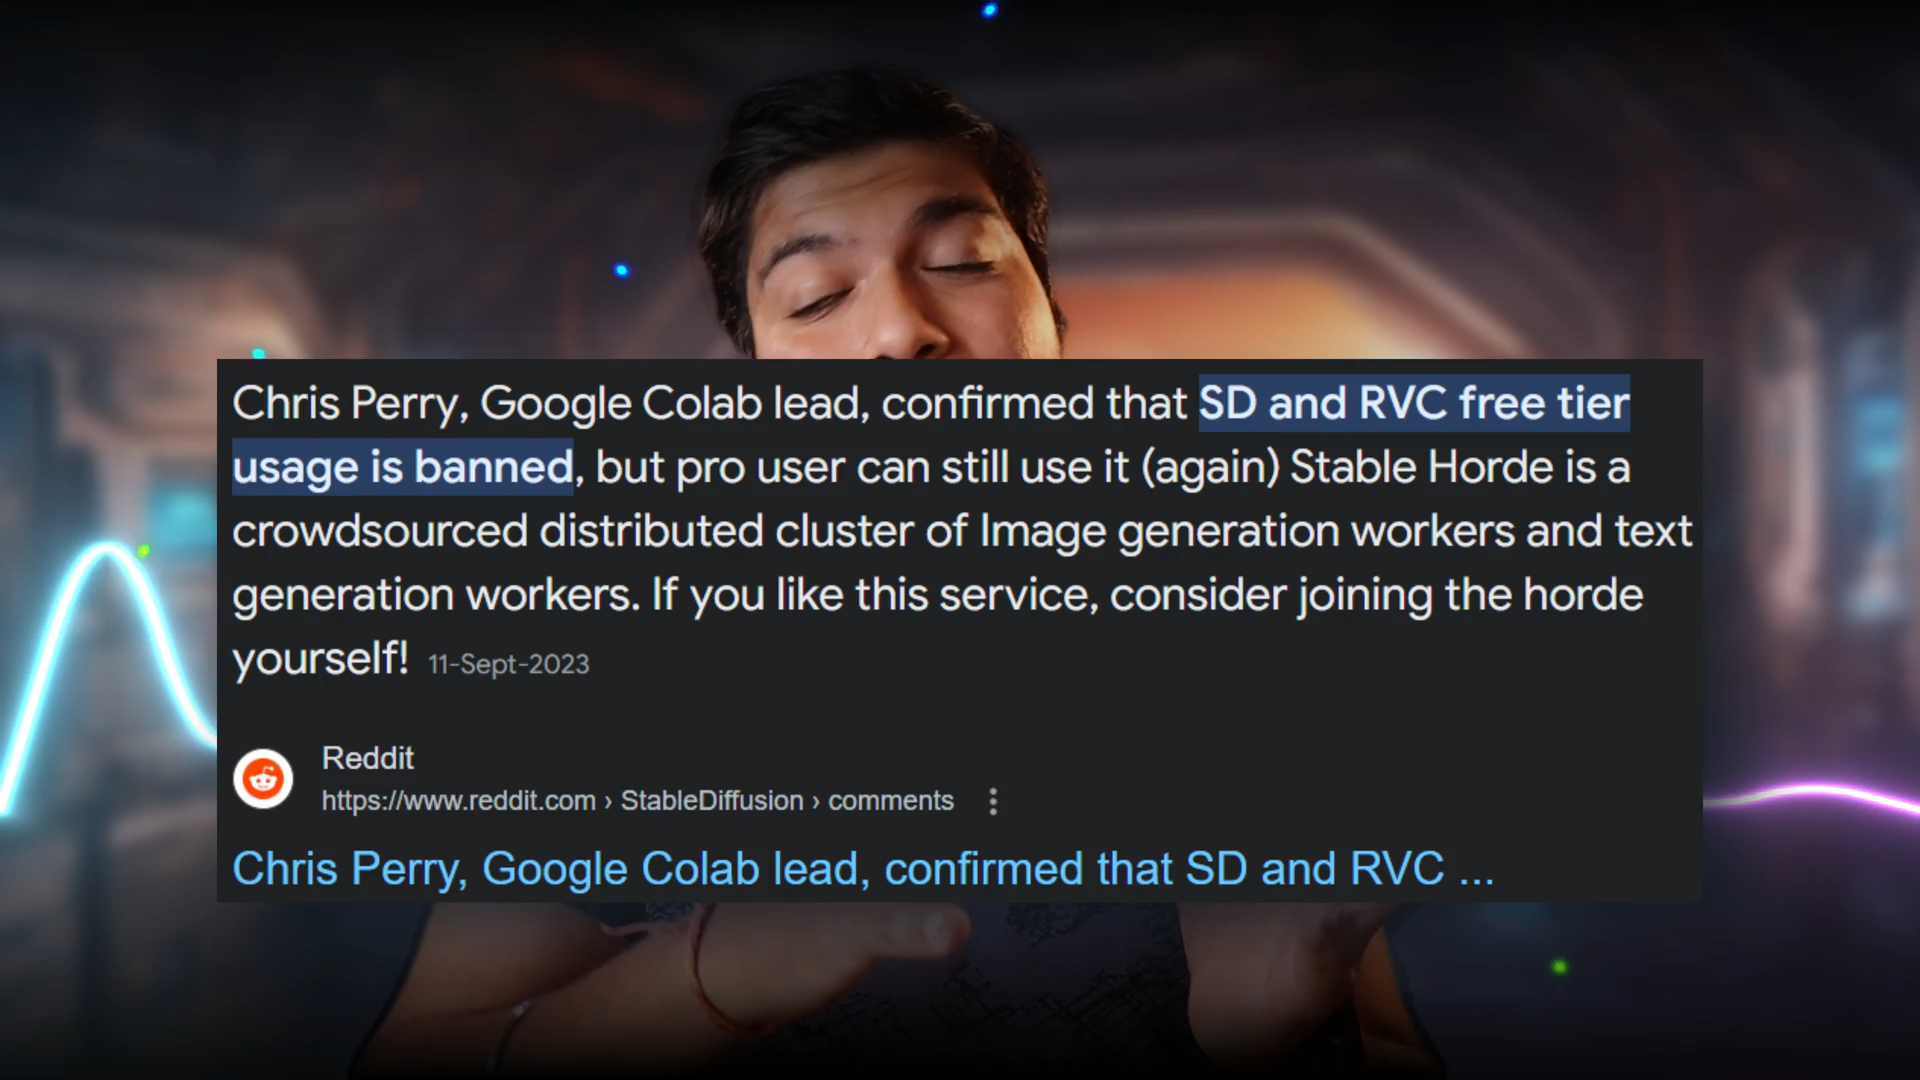 Chris Perry, Google Colab lead, confirmed that SD and RVC free tier
usage is banned, but pro user can still use it (again) Stable Horde is a
crowdsourced distributed cluster of Image generation workers and text
generation workers. If you like this service, consider joining the horde
yourself! 11-Sept-2023
Reddit
https://www.reddit.com › StableDiffusion › comments
Chris Perry, Google Colab lead, confirmed that SD and RVC ...